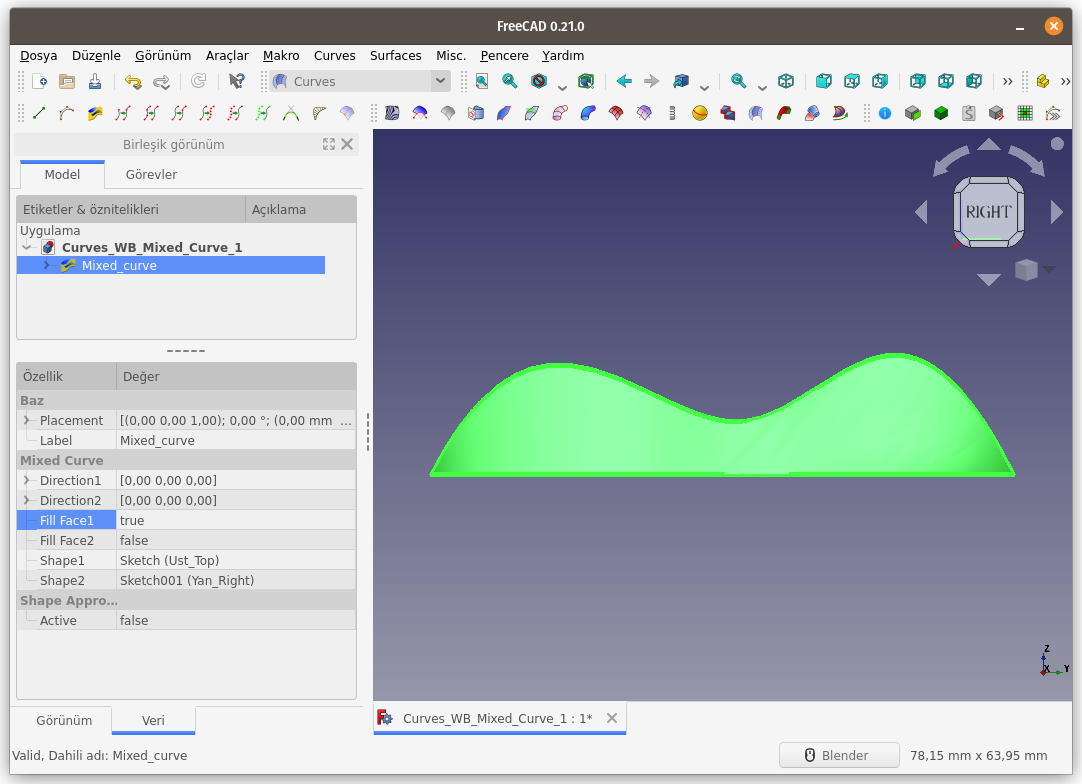 FreeCAD 0.21.0
Dosya Düzenle Görünüm Araçlar Makro Curves Surfaces Misc. Pencere Yardım
Curves
Birleşik görünüm
Model Görevler
Etiketler & öznitelikleri Açıklama
Uygulama
Curves_WB_Mixed_Curve_1
Mixed_curve
Özellik Değer
Baz
Placement [(0,00 0,00 1,00); 0,00 °; (0,00 mm ...
Label Mixed_curve
Mixed Curve
Direction1 [0,00 0,00 0,00]
Direction2 [0,00 0,00 0,00]
Fill Face1 true
Fill Face2 false
Shape1 Sketch (Ust_Top)
Shape2 Sketch001 (Yan_Right)
Shape Appro...
Active false
Görünüm Veri
RIGHT
Z
X Y
Curves_WB_Mixed_Curve_1 : 1*
Valid, Dahili adı: Mixed_curve
Blender 78,15 mm x 63,95 mm